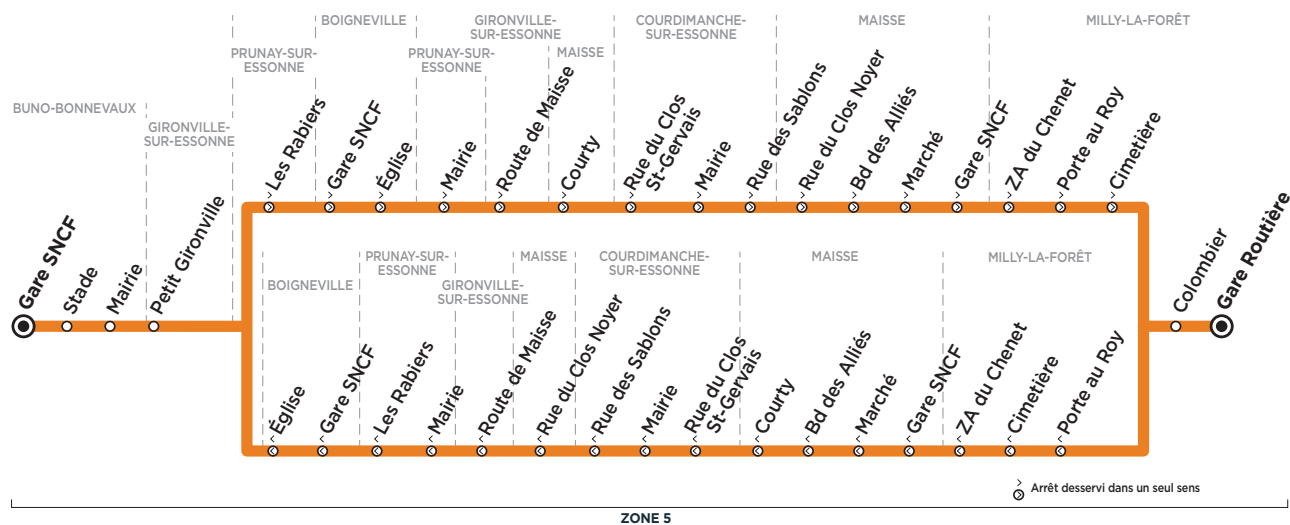 BUNO-BONNEVAUX
GIRONVILLE-
SUR-ESSONNE
PRUNAY-SUR-
ESSONNE
BOIGNEVILLE
PRUNAY-SUR-
ESSONNE
GIRONVILLE-
SUR-ESSONNE
MAISSE
COURDIMANCHE-
SUR-ESSONNE
MAISSE
MILLY-LA-FORÊT
Gare SNCF
Stade
Mairie
Petit Gironville
Les Rabiers
Gare SNCF
Église
Mairie
Route de Maisse
Courty
Rue du Clos
St-Gervais
Mairie
Rue des Sablons
Rue du Clos Noyer
Bd des Alliés
Marché
Gare SNCF
ZA du Chenet
Porte au Roy
Cimetière
Colombier
Gare Routière
BOIGNEVILLE
PRUNAY-SUR-
ESSONNE
GIRONVILLE-
SUR-ESSONNE
MAISSE
COURDIMANCHE-
SUR-ESSONNE
MAISSE
MILLY-LA-FORÊT
Église
Gare SNCF
Les Rabiers
Mairie
Route de Maisse
Rue du Clos Noyer
Rue des Sablons
Mairie
Rue du Clos
St-Gervais
Courty
Bd des Alliés
Marché
Gare SNCF
ZA du Chenet
Cimetière
Porte au Roy
Arrêt desservi dans un seul sens
ZONE 5